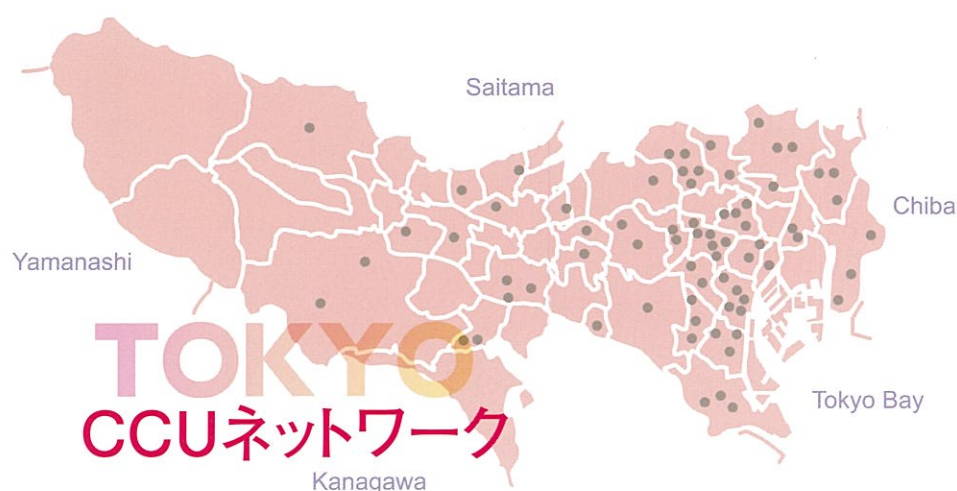 Saitama
Chiba
Yamanashi
TOKYO
CCUネットワーク
Tokyo Bay
Kanagawa